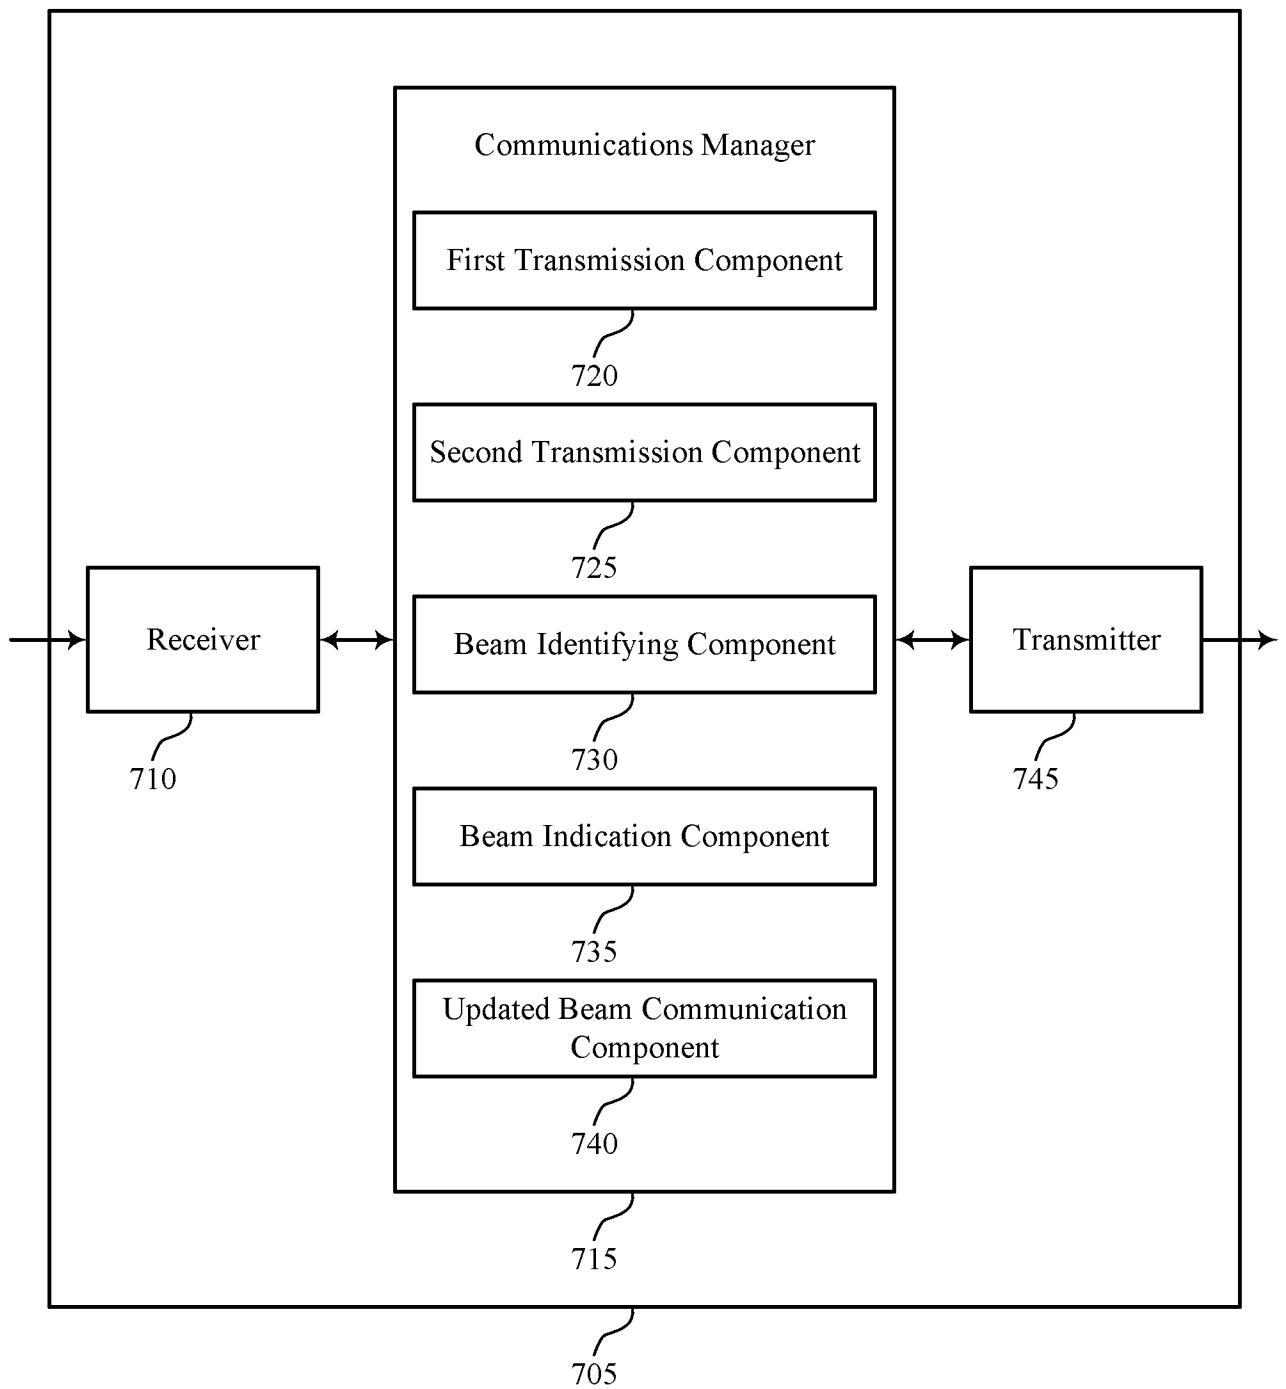 Communications Manager
First Transmission Component
720
Second Transmission Component
725
Receiver
710
Beam Identifying Component
730
Transmitter
745
Beam Indication Component
735
Updated Beam Communication
Component
740
715
705